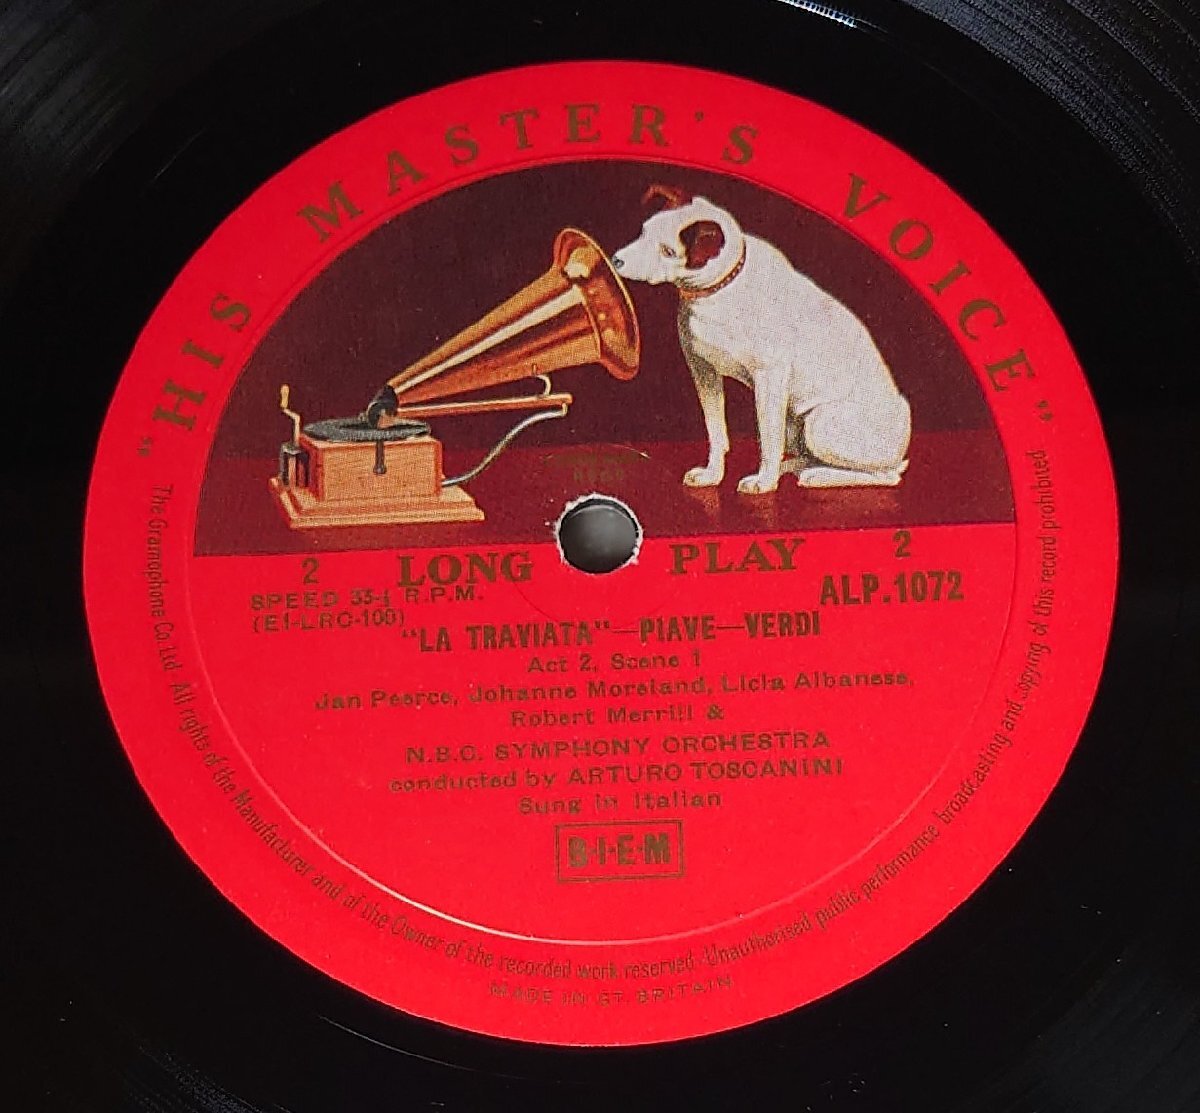 "HIS MASTER'S VOICE"
2 LONG PLAY 2
SPEED 33⅓ R.P.M.
ALP.1072
(E1-LRC-100)
"LA TRAVIATA"—PIAVE—VERDI
Act 2, Scene 1
Jan Peerce, Johanne Moreland, Licia Albanese,
Robert Merrill &
N.B.C. SYMPHONY ORCHESTRA
conducted by ARTURO TOSCANINI
Sung in Italian
B·I·E·M
The Gramophone Co. Ltd. All rights of the Manufacturer and of the Owner of the recorded work reserved. Unauthorised public performance broadcasting and copying of this record prohibited
MADE IN GT. BRITAIN